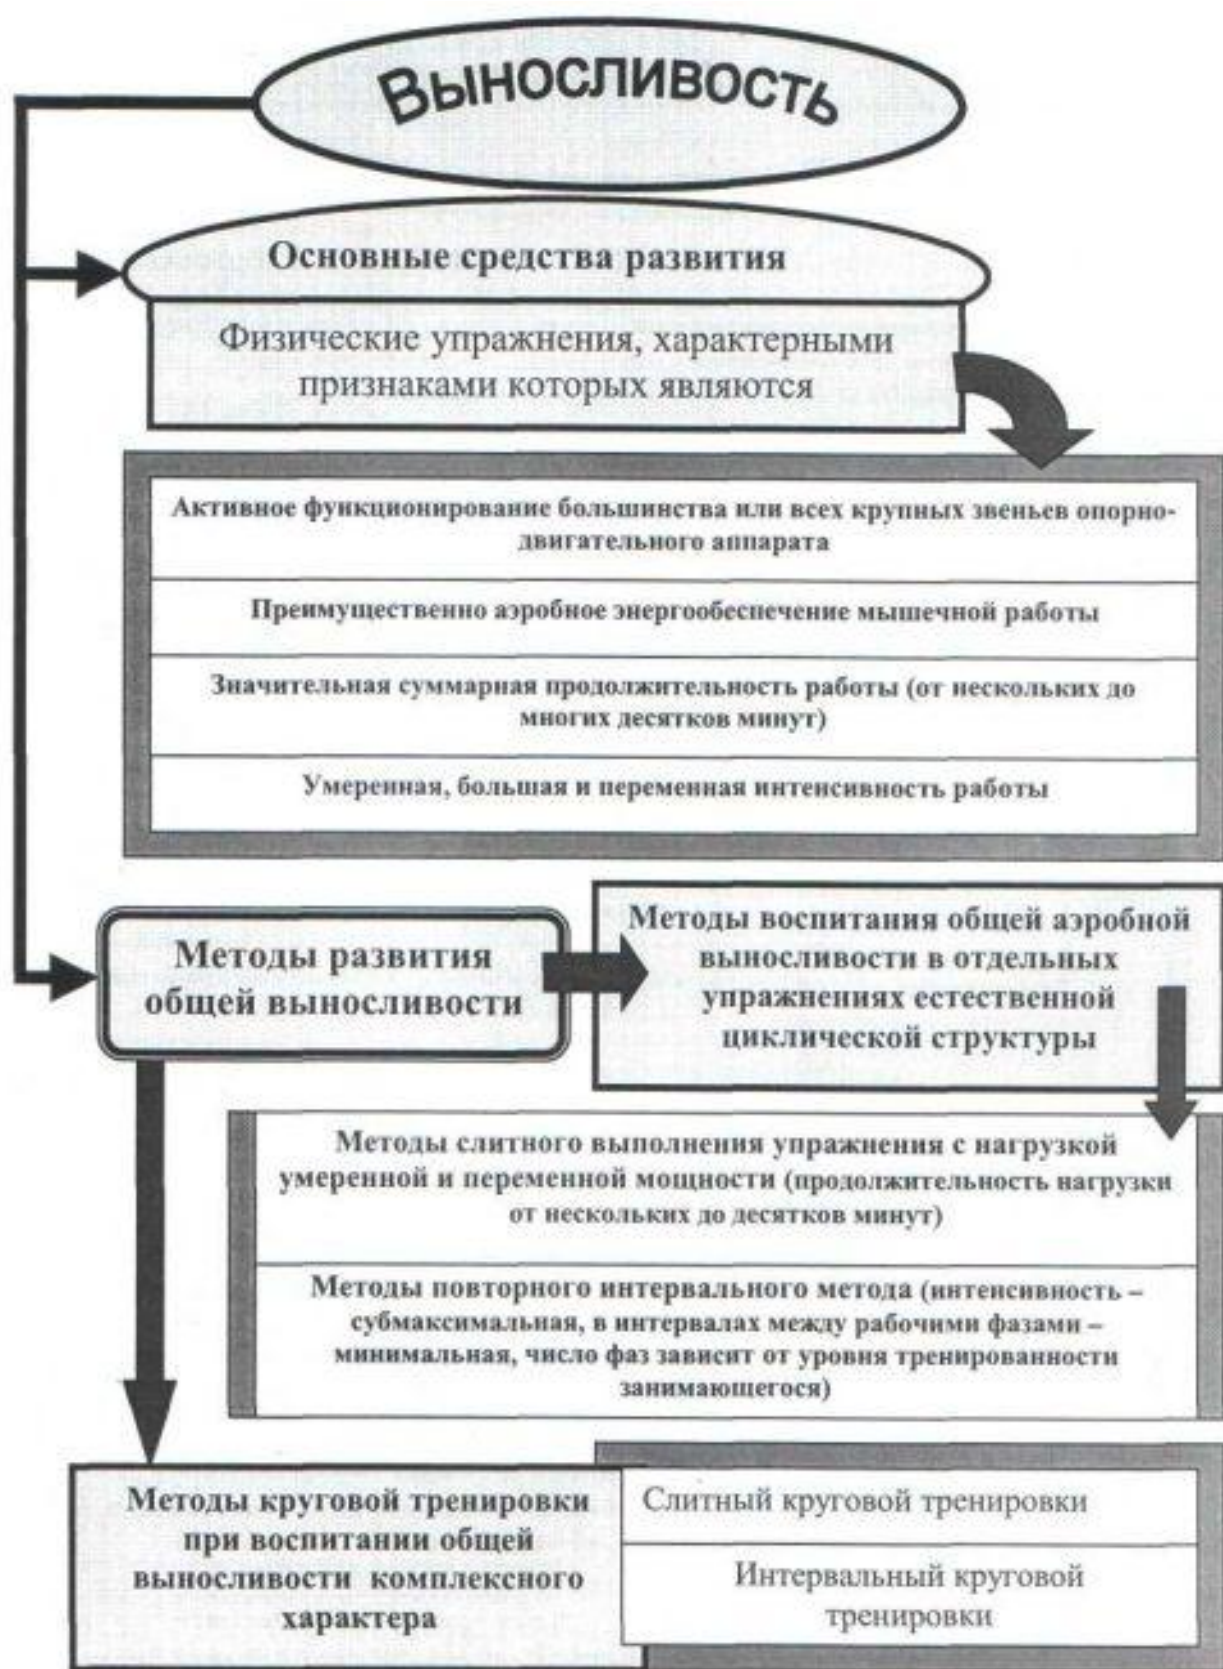 Выносливость
Основные средства развития
Физические упражнения, характерными
признаками которых являются
Активное функционирование большинства или всех крупных звеньев опорно-
двигательного аппарата
Преимущественно аэробное энергообеспечение мышечной работы
Значительная суммарная продолжительность работы (от нескольких до
многих десятков минут)
Умеренная, большая и переменная интенсивность работы
Методы развития
общей выносливости
Методы воспитания общей аэробной
выносливости в отдельных
упражнениях естественной
циклической структуры
Методы слитного выполнения упражнения с нагрузкой
умеренной и переменной мощности (продолжительность нагрузки
от нескольких до десятков минут)
Методы повторного интервального метода (интенсивность –
субмаксимальная, в интервалах между рабочими фазами –
минимальная, число фаз зависит от уровня тренированности
занимающегося)
Методы круговой тренировки
при воспитании общей
выносливости комплексного
характера
Слитный круговой тренировки
Интервальный круговой
тренировки